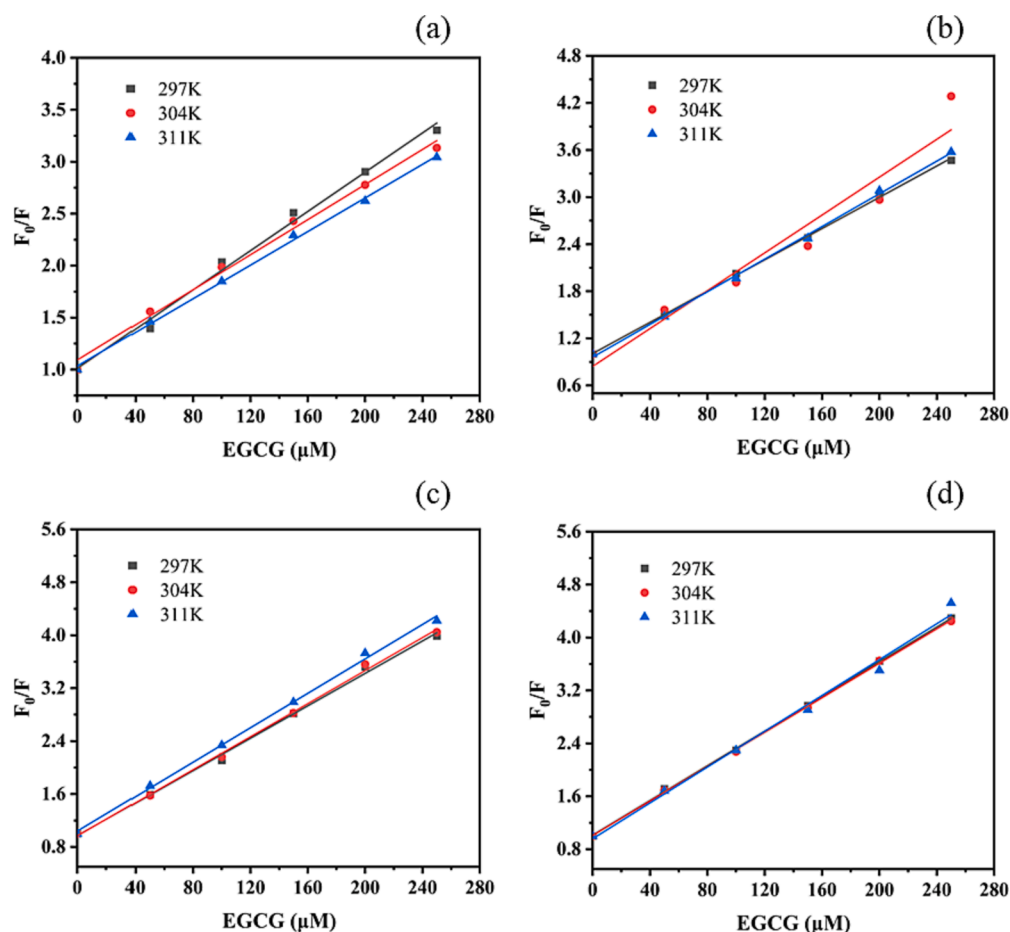 (a)
4.0
3.5
3.0
2.5
2.0
1.5
1.0
F₀/F
297K
304K
311K
0 40 80 120 160 200 240 280
EGCG (μM)
(b)
4.8
4.2
3.6
3.0
2.4
1.8
1.2
0.6
F₀/F
297K
304K
311K
0 40 80 120 160 200 240 280
EGCG (μM)
(c)
5.6
4.8
4.0
3.2
2.4
1.6
0.8
F₀/F
297K
304K
311K
0 40 80 120 160 200 240 280
EGCG (μM)
(d)
5.6
4.8
4.0
3.2
2.4
1.6
0.8
F₀/F
297K
304K
311K
0 40 80 120 160 200 240 280
EGCG (μM)